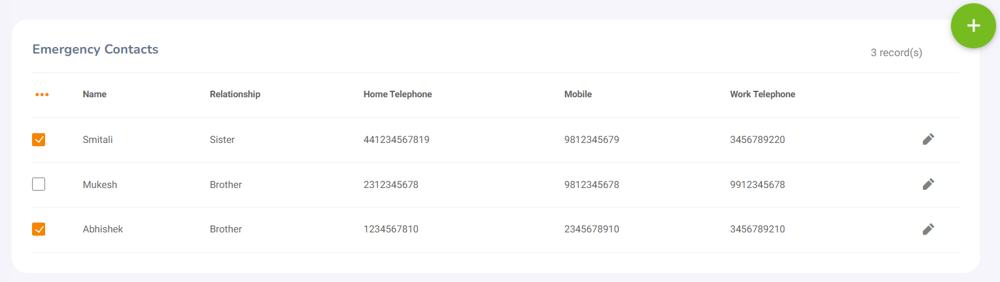 Emergency Contacts
3 record(s)
Name Relationship Home Telephone Mobile Work Telephone
Smitali Sister 441234567819 9812345679 3456789220
Mukesh Brother 2312345678 9812345678 9912345678
Abhishek Brother 1234567810 2345678910 3456789210